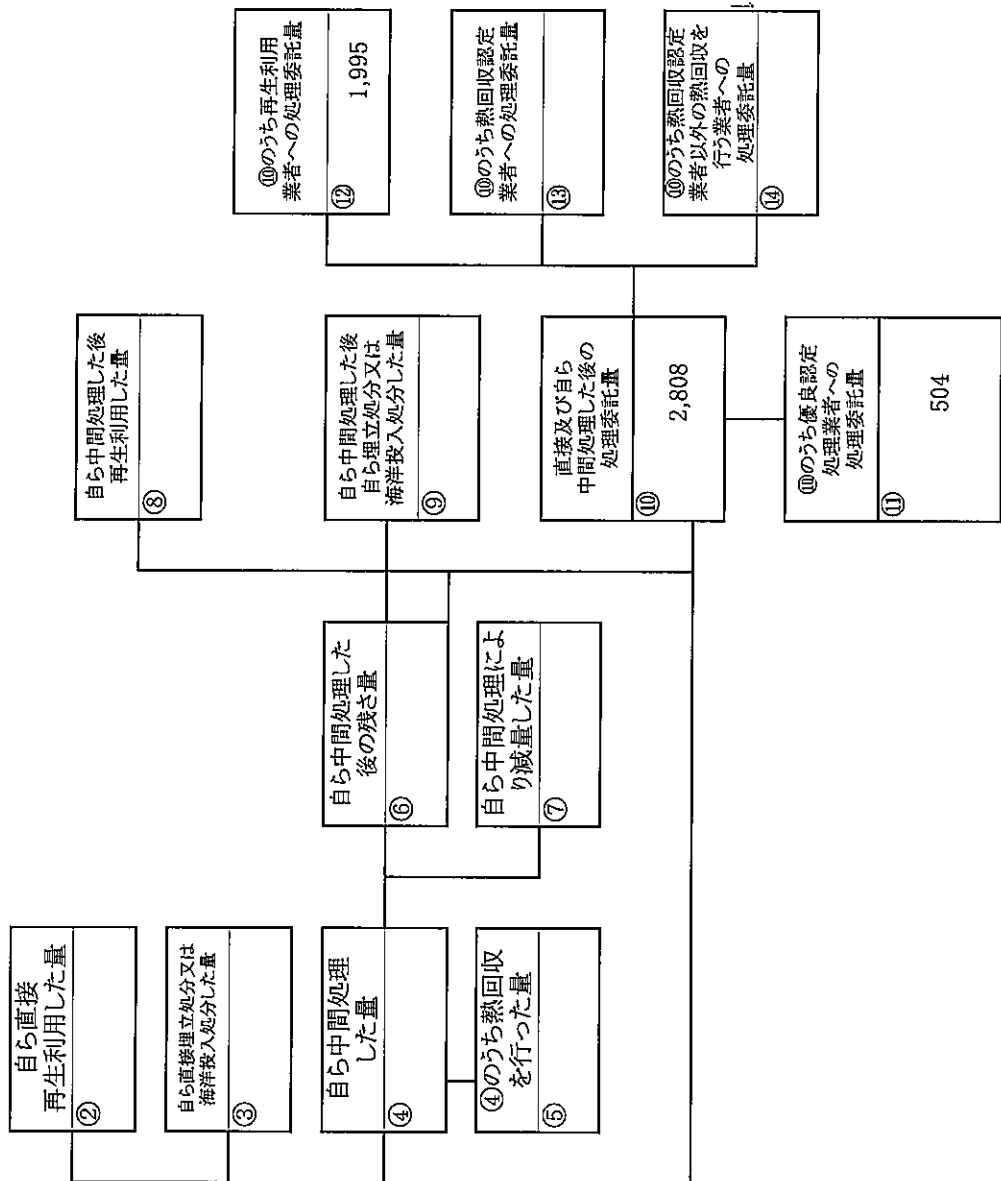 自ら直接
再生利用した量
②
自ら直接埋立処分又は
海洋投入処分した量
③
自ら中間処理
した量
④
④のうち熱回収
を行った量
⑤
自ら中間処理した
後の残さ量
⑥
自ら中間処理によ
り減量した量
⑦
自ら中間処理した後
再生利用した量
⑧
自ら中間処理した後
自ら埋立処分又は
海洋投入処分した量
⑨
直接及び自ら
中間処理した後の
処理委託量
⑩
2,808
⑩のうち優良認定
処理業者への
処理委託量
⑪
504
⑩のうち再生利用
業者への処理委託量
⑫
1,995
⑩のうち熱回収認定
業者への処理委託量
⑬
⑩のうち熱回収認定
業者以外の熱回収を
行う業者への
処理委託量
⑭